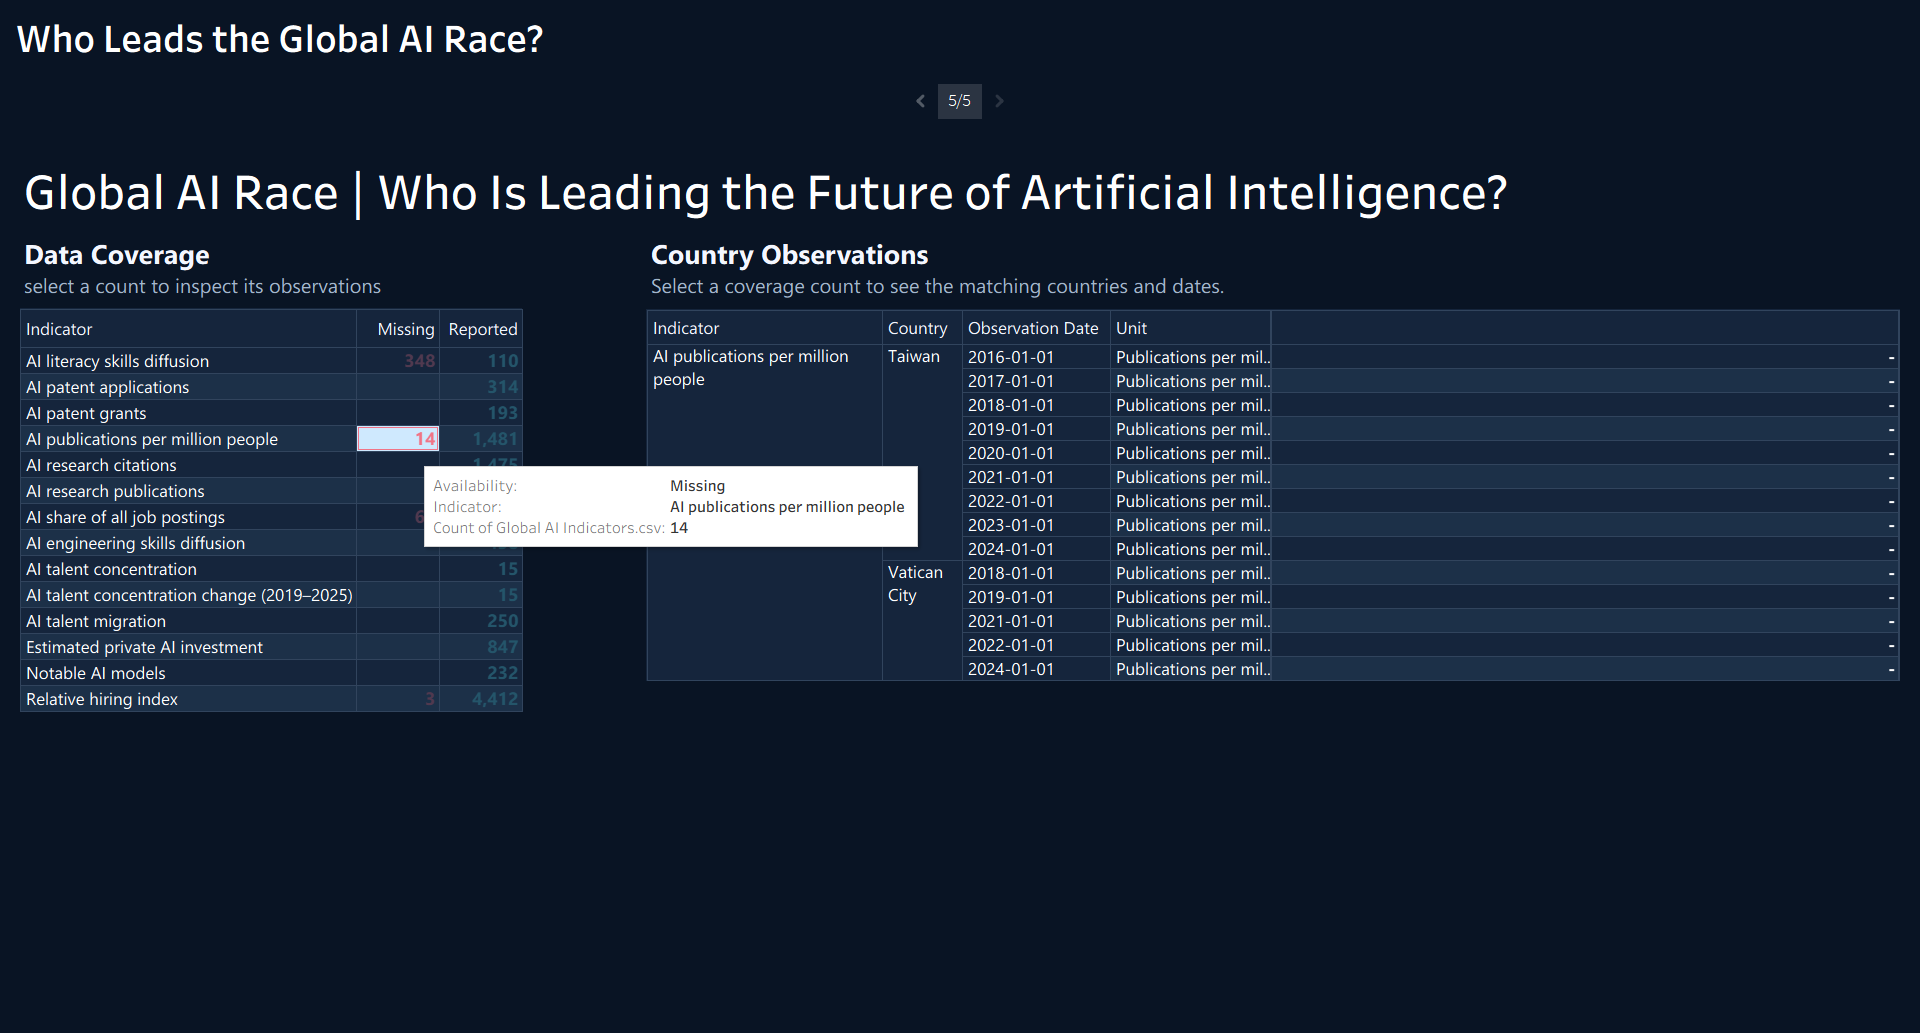 Who Leads the Global AI Race?
5/5
Global AI Race | Who Is Leading the Future of Artificial Intelligence?
Data Coverage
select a count to inspect its observations
Indicator Missing Reported
AI literacy skills diffusion 348 110
AI patent applications 314
AI patent grants 193
AI publications per million people 14 1,481
AI research citations 1,475
AI research publications
AI share of all job postings
AI engineering skills diffusion
AI talent concentration 15
AI talent concentration change (2019–2025) 15
AI talent migration 250
Estimated private AI investment 847
Notable AI models 232
Relative hiring index 3 4,412
Availability: Missing
Indicator: AI publications per million people
Count of Global AI Indicators.csv: 14
Country Observations
Select a coverage count to see the matching countries and dates.
Indicator Country Observation Date Unit
AI publications per million people Taiwan 2016-01-01 Publications per mil.. -
2017-01-01 Publications per mil.. -
2018-01-01 Publications per mil.. -
2019-01-01 Publications per mil.. -
2020-01-01 Publications per mil.. -
2021-01-01 Publications per mil.. -
2022-01-01 Publications per mil.. -
2023-01-01 Publications per mil.. -
2024-01-01 Publications per mil.. -
Vatican City 2018-01-01 Publications per mil.. -
2019-01-01 Publications per mil.. -
2021-01-01 Publications per mil.. -
2022-01-01 Publications per mil.. -
2024-01-01 Publications per mil.. -